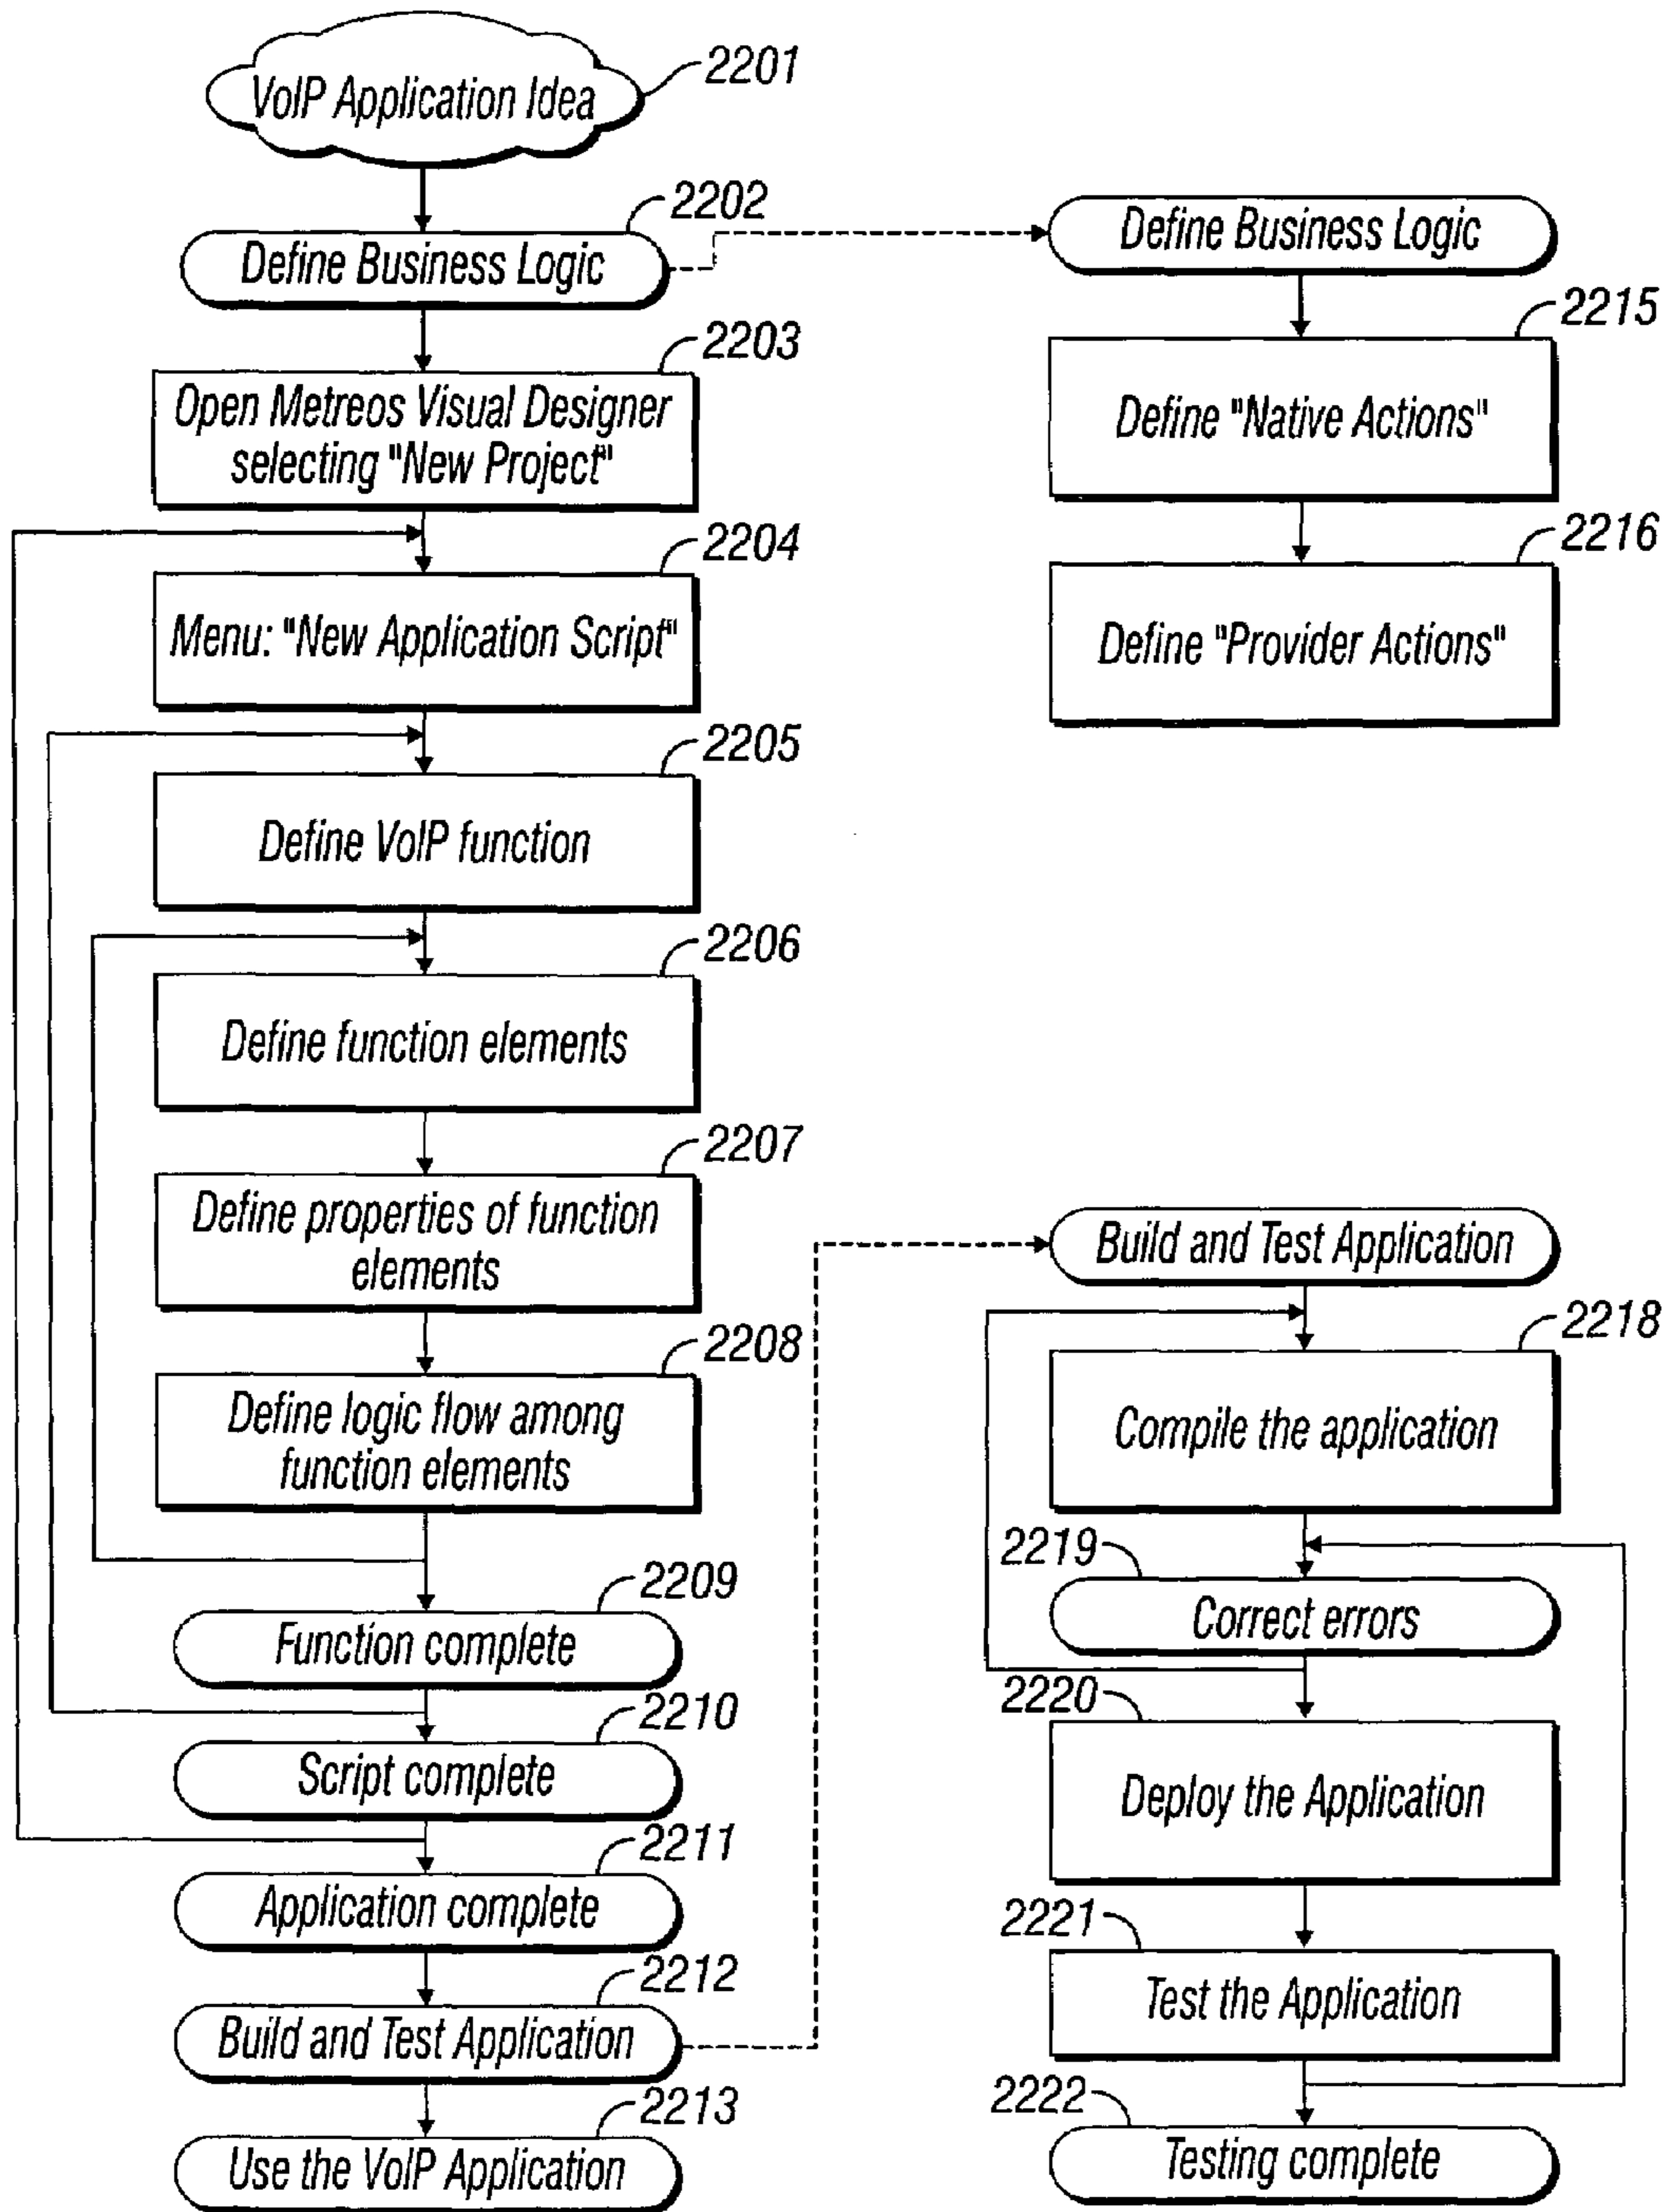 2201
VoIP Application Idea
2202
Define Business Logic
2203
Open Metreos Visual Designer
selecting "New Project"
2204
Menu: "New Application Script"
2205
Define VoIP function
2206
Define function elements
2207
Define properties of function
elements
2208
Define logic flow among
function elements
2209
Function complete
2210
Script complete
2211
Application complete
2212
Build and Test Application
2213
Use the VoIP Application
Define Business Logic
2215
Define "Native Actions"
2216
Define "Provider Actions"
Build and Test Application
2218
Compile the application
2219
Correct errors
2220
Deploy the Application
2221
Test the Application
2222
Testing complete